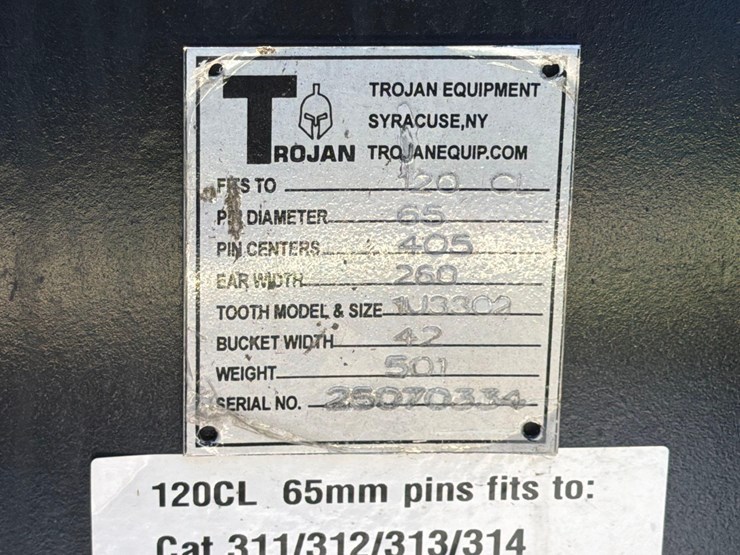 TROJAN
TROJAN EQUIPMENT
SYRACUSE,NY
TROJANEQUIP.COM
FITS TO 120 CL
PIN DIAMETER 65
PIN CENTERS 405
EAR WIDTH 260
TOOTH MODEL & SIZE 1U3302
BUCKET WIDTH 42
WEIGHT 501
SERIAL NO. 25070334
120CL 65mm pins fits to:
Cat 311/312/313/314